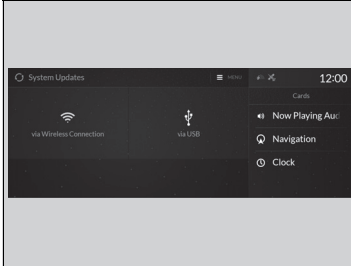 System Updates
MENU
12:00
Cards
via Wireless Connection
via USB
Now Playing Aud
Navigation
Clock